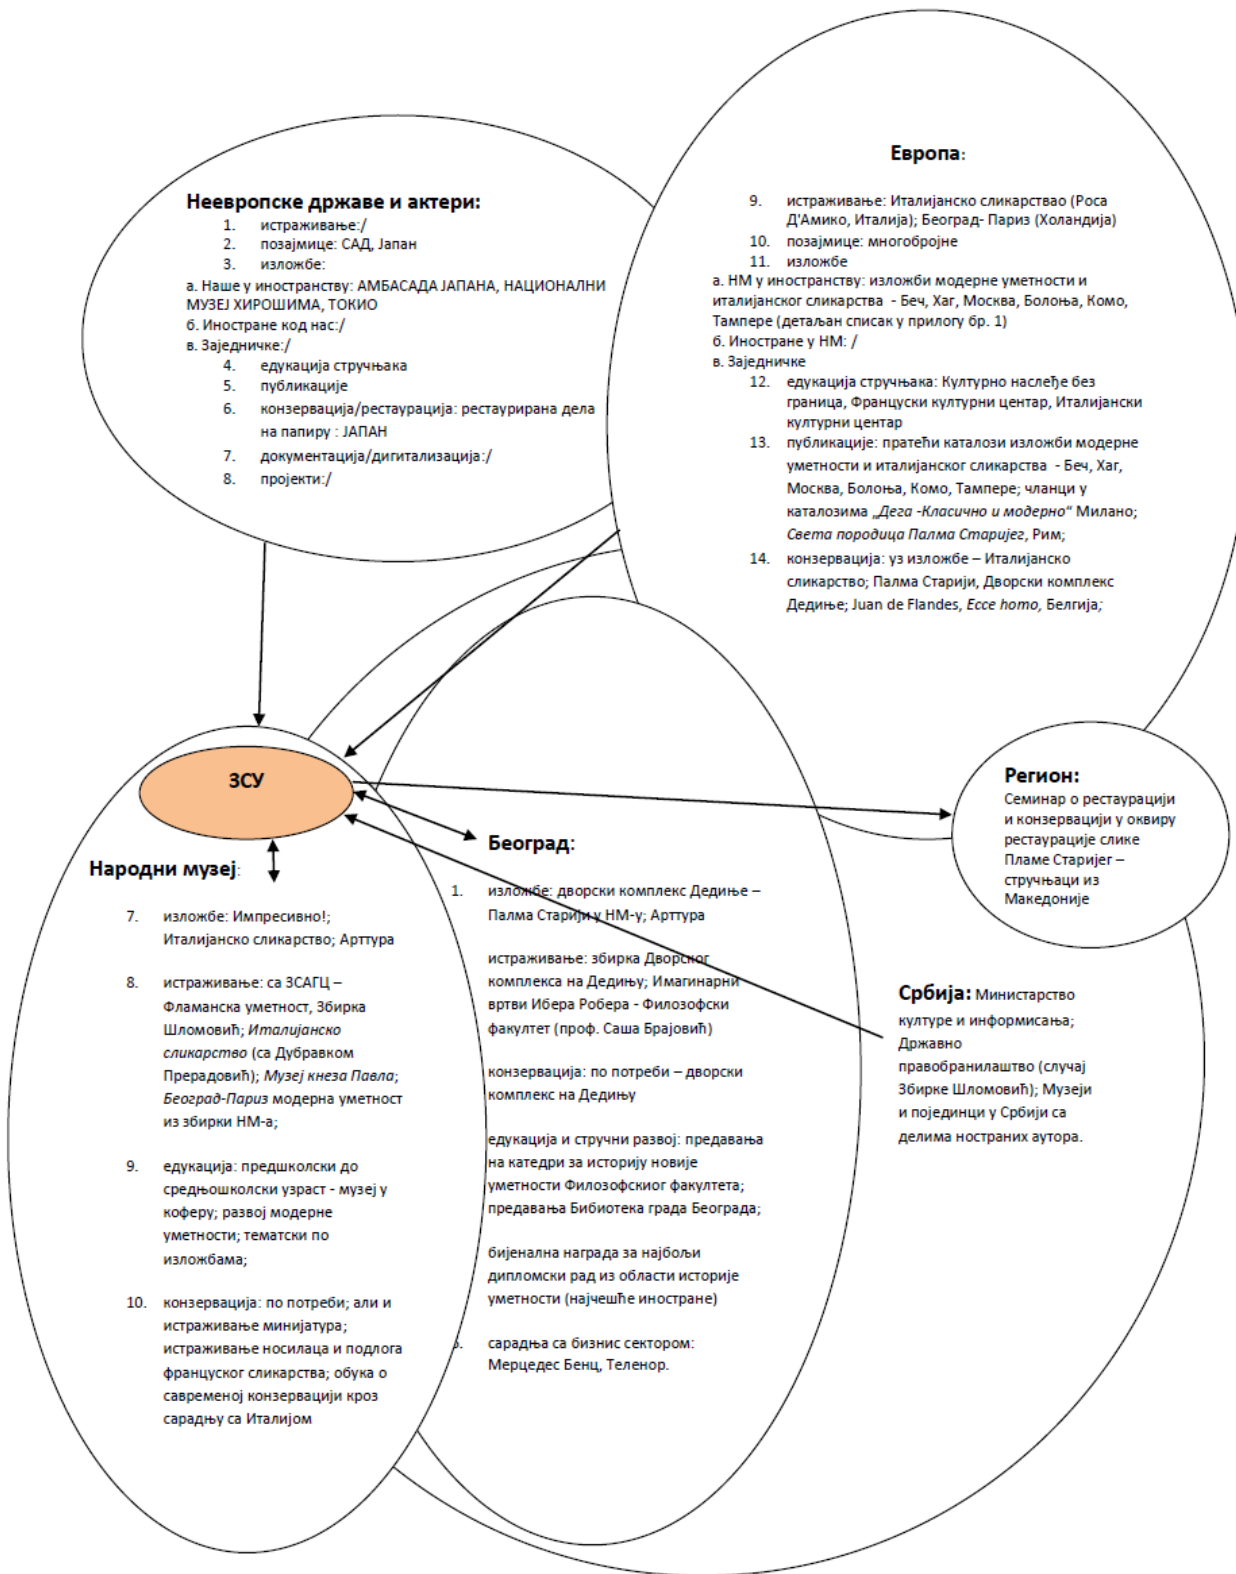 Европа:
9. истраживање: Италијанско сликарствао (Роса
Д'Амико, Италија); Београд- Париз (Холандија)
10. позајмице: многобројне
11. изложбе
а. НМ у иностранству: изложби модерне уметности и
италијанског сликарства - Беч, Хаг, Москва, Болоња, Комо,
Тампере (детаљан списак у прилогу бр. 1)
б. Иностране у НМ: /
в. Заједничке
12. едукација стручњака: Културно наслеђе без
граница, Француски културни центар, Италијански
културни центар
13. публикације: пратећи каталози изложби модерне
уметности и италијанског сликарства - Беч, Хаг,
Москва, Болоња, Комо, Тампере; чланци у
каталозима „Дега -Класично и модерно“ Милано;
Света породица Палма Старијег, Рим;
14. конзервација: уз изложбе – Италијанско
сликарство; Палма Старији, Дворски комплекс
Дедиње; Juan de Flandes, Ecce homo, Белгија;
Неевропске државе и актери:
1. истраживање:/
2. позајмице: САД, Јапан
3. изложбе:
а. Наше у иностранству: АМБАСАДА ЈАПАНА, НАЦИОНАЛНИ
МУЗЕЈ ХИРОШИМА, ТОКИО
б. Иностране код нас:/
в. Заједничке:/
4. едукација стручњака
5. публикације
6. конзервација/рестаурација: рестаурирана дела
на папиру : ЈАПАН
7. документација/дигитализација:/
8. пројекти:/
ЗСУ
Регион:
Семинар о рестаурацији
и конзервацији у оквиру
рестаурације слике
Пламе Старијег –
стручњаци из
Македоније
Народни музеј:
7. изложбе: Импресивно!;
Италијанско сликарство; Арттура
8. истраживање: са ЗСАГЦ –
Фламанска уметност, Збирка
Шломовић; Италијанско
сликарство (са Дубравком
Прерадовић); Музеј кнеза Павла;
Београд-Париз модерна уметност
из збирки НМ-а;
9. едукација: предшколски до
средњошколски узраст - музеј у
коферу; развој модерне
уметности; тематски по
изложбама;
10. конзервација: по потреби; али и
истраживање минијатура;
истраживање носилаца и подлога
француског сликарства; обука о
савременој конзервацији кроз
сарадњу са Италијом
Београд:
1. изложбе: дворски комплекс Дедиње –
Палма Старији у НМ-у; Арттура
истраживање: збирка Дворског
комплекса на Дедињу; Имагинарни
вртви Ибера Робера - Филозофски
факултет (проф. Саша Брајовић)
конзервација: по потреби – дворски
комплекс на Дедињу
едукација и стручни развој: предавања
на катедри за историју новије
уметности Филозофскиог факултета;
предавања Бибиотека града Београда;
бијенална награда за најбољи
дипломски рад из области историје
уметности (најчешће иностране)
сарадња са бизнис сектором:
Мерцедес Бенц, Теленор.
Србија: Министарство
културе и информисања;
Државно
правобранилаштво (случај
Збирке Шломовић); Музеји
и појединци у Србији са
делима ностраних аутора.